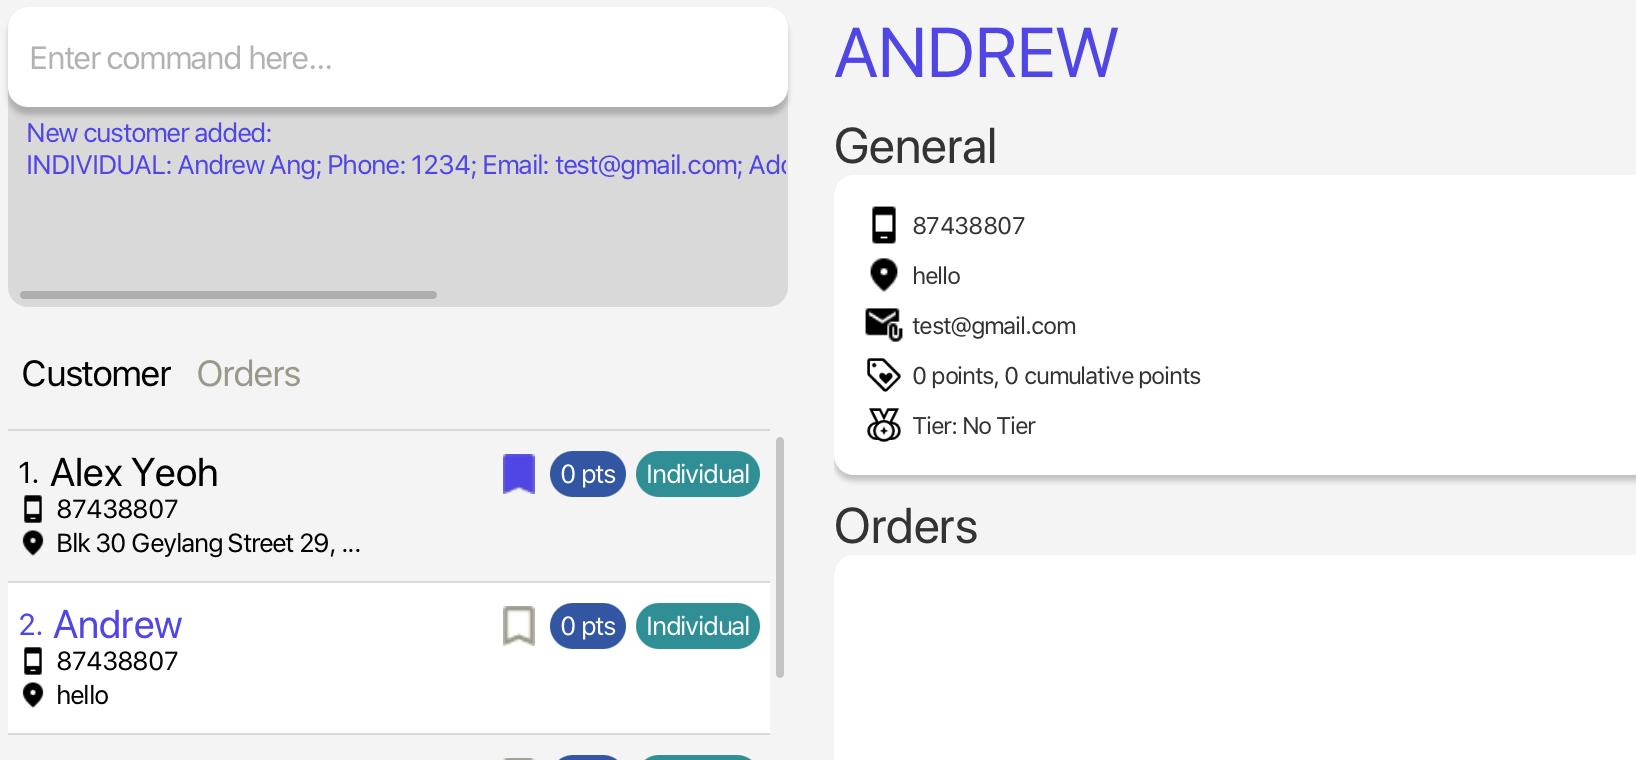 Enter command here...
New customer added:
INDIVIDUAL: Andrew Ang; Phone: 1234; Email: test@gmail.com;
Customer Orders
1. Alex Yeoh 0 pts Individual
87438807
Blk 30 Geylang Street 29, ...
2. Andrew 0 pts Individual
87438807
hello
ANDREW
General
87438807
hello
test@gmail.com
0 points, 0 cumulative points
Tier: No Tier
Orders